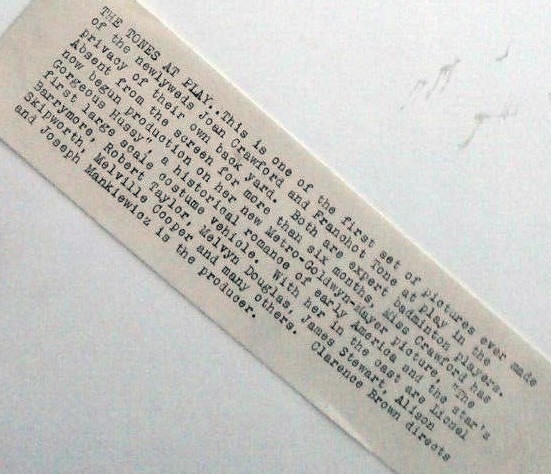 THE TONES AT PLAY..This is one of the first set of pictures ever made
of the newlyweds Joan Crawford and Franchot Tone at play in the
privacy of their own back yard.  Both are expert badminton players.
Absent from the screen for more than six months, Miss Crawford has
now begun production on her new Metro-Goldwyn-Mayer picture, "The
Gorgeous Hussy", a historical romance of early America and the star's
first large scale costume vehicle.  With her in the cast are Lionel
Barrymore, Robert Taylor, Melvyn Douglas, James Stewart, Alison
Skipworth, Melville Cooper and many others.  Clarence Brown directs
and Joseph Mankiewicz is the producer.